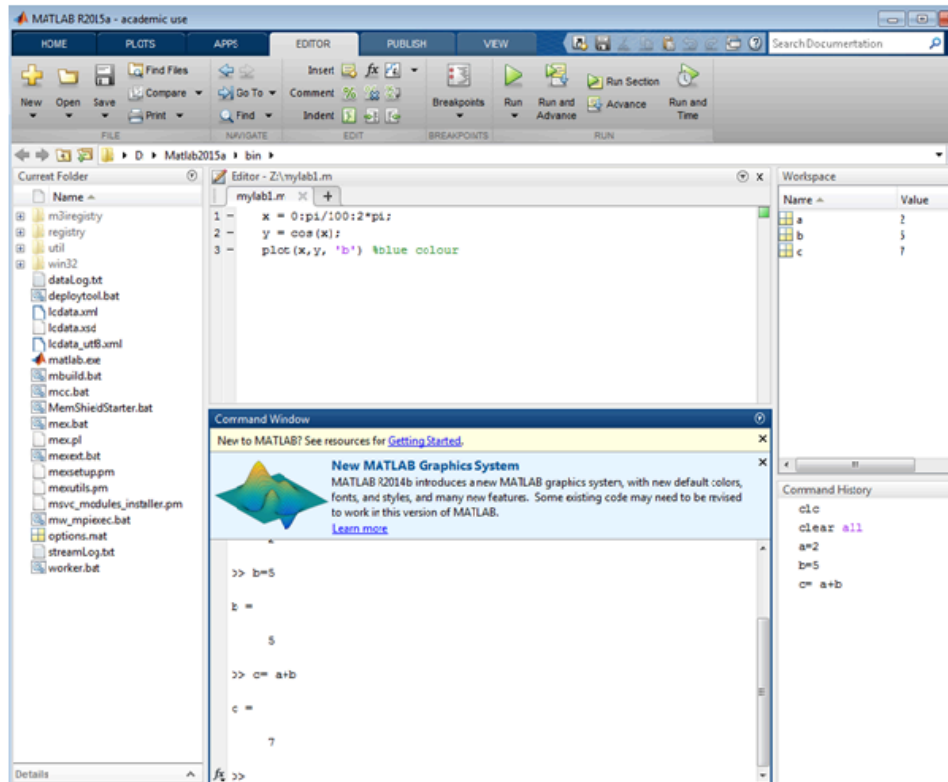 MATLAB R2015a - academic use
HOME PLOTS APPS EDITOR PUBLISH VIEW Search Documentation
New Open Save Find Files Compare Print
FILE
Go To Find
NAVIGATE
Insert fx
Comment
Indent
EDIT
Breakpoints
BREAKPOINTS
Run Run and Advance Run Section Advance Run and Time
RUN
D Matlab2015a bin
Current Folder
Name
m3iregistry
registry
util
win32
dataLog.txt
deploytool.bat
lcdata.xml
lcdata.xsd
lcdata_utf8.xml
matlab.exe
mbuild.bat
mcc.bat
MemShieldStarter.bat
mex.bat
mex.pl
mexext.bat
mexsetup.pm
mexutils.pm
msvc_modules_installer.pm
mw_mpiexec.bat
options.mat
streamLog.txt
worker.bat
Details
Editor - Z:\mylab1.m
mylab1.m
1 - x = 0:pi/100:2*pi;
2 - y = cos(x);
3 - plot(x,y, 'b') %blue colour
Command Window
New to MATLAB? See resources for Getting Started.
New MATLAB Graphics System
MATLAB R2014b introduces a new MATLAB graphics system, with new default colors,
fonts, and styles, and many new features. Some existing code may need to be revised
to work in this version of MATLAB.
Learn more
>> b=5
b =
5
>> c= a+b
c =
7
fx >>
Workspace
Name Value
a 2
b 5
c 7
Command History
clc
clear all
a=2
b=5
c= a+b